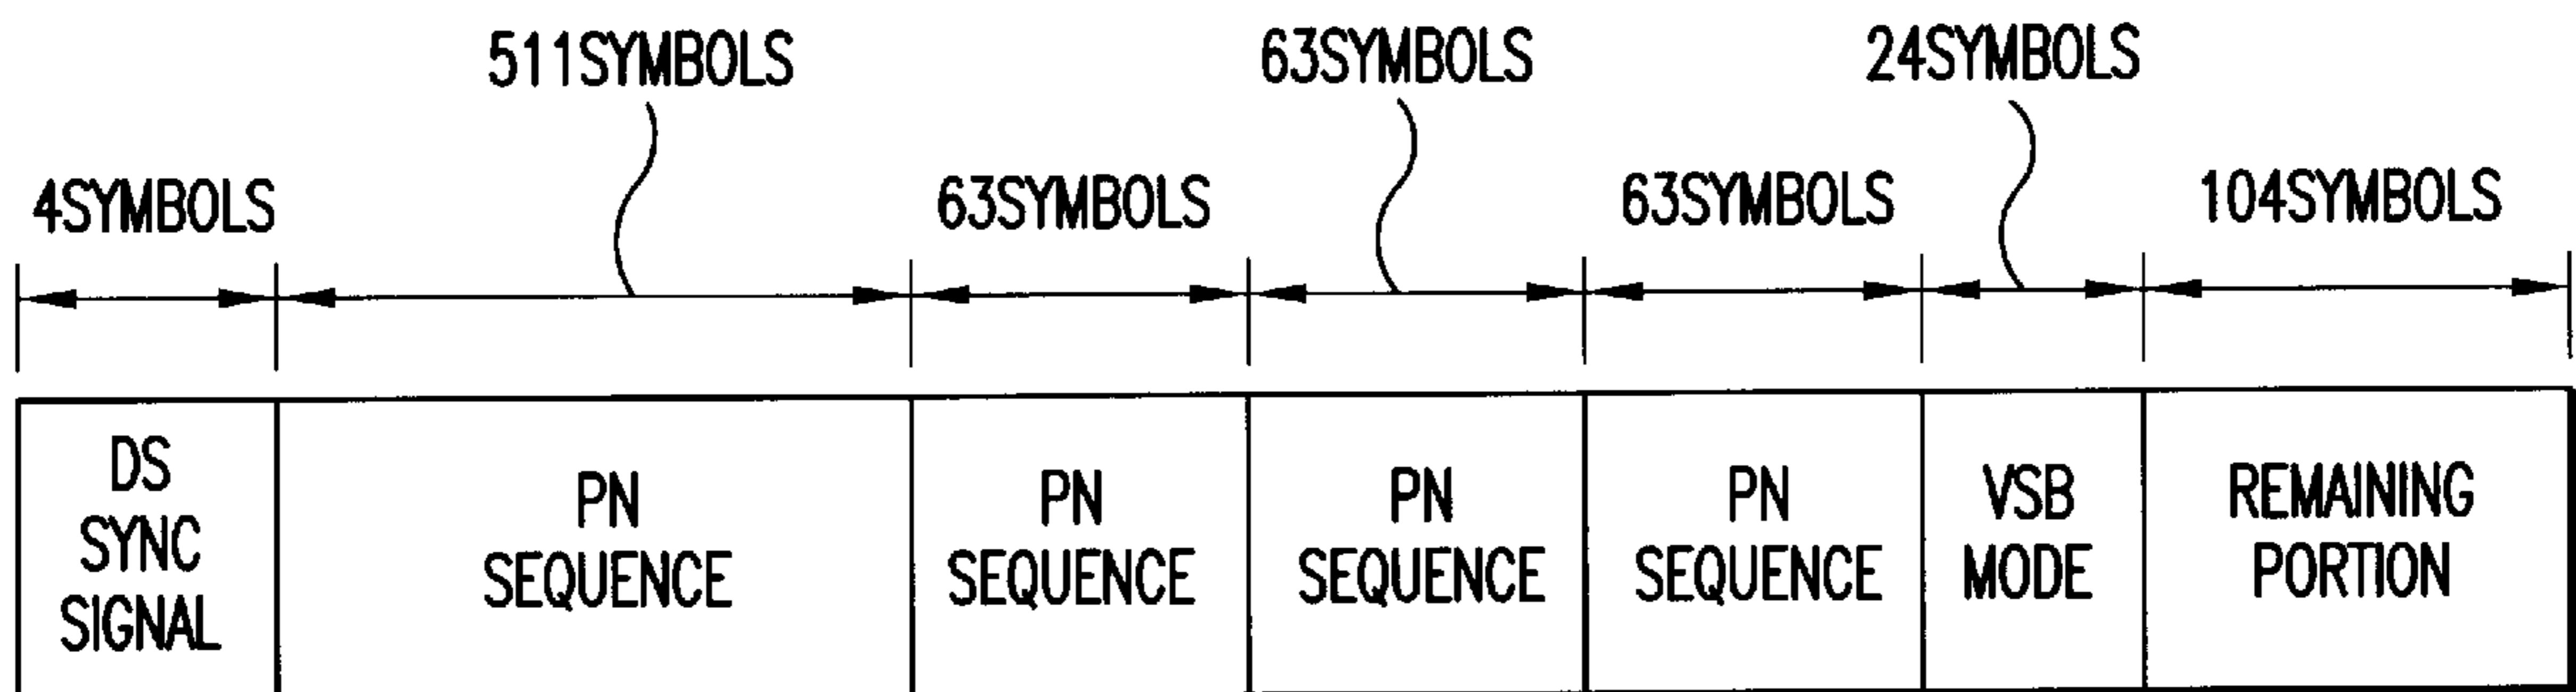 511SYMBOLS
63SYMBOLS
24SYMBOLS
4SYMBOLS
63SYMBOLS
63SYMBOLS
104SYMBOLS
DS
SYNC
SIGNAL
PN
SEQUENCE
PN
SEQUENCE
PN
SEQUENCE
PN
SEQUENCE
VSB
MODE
REMAINING
PORTION